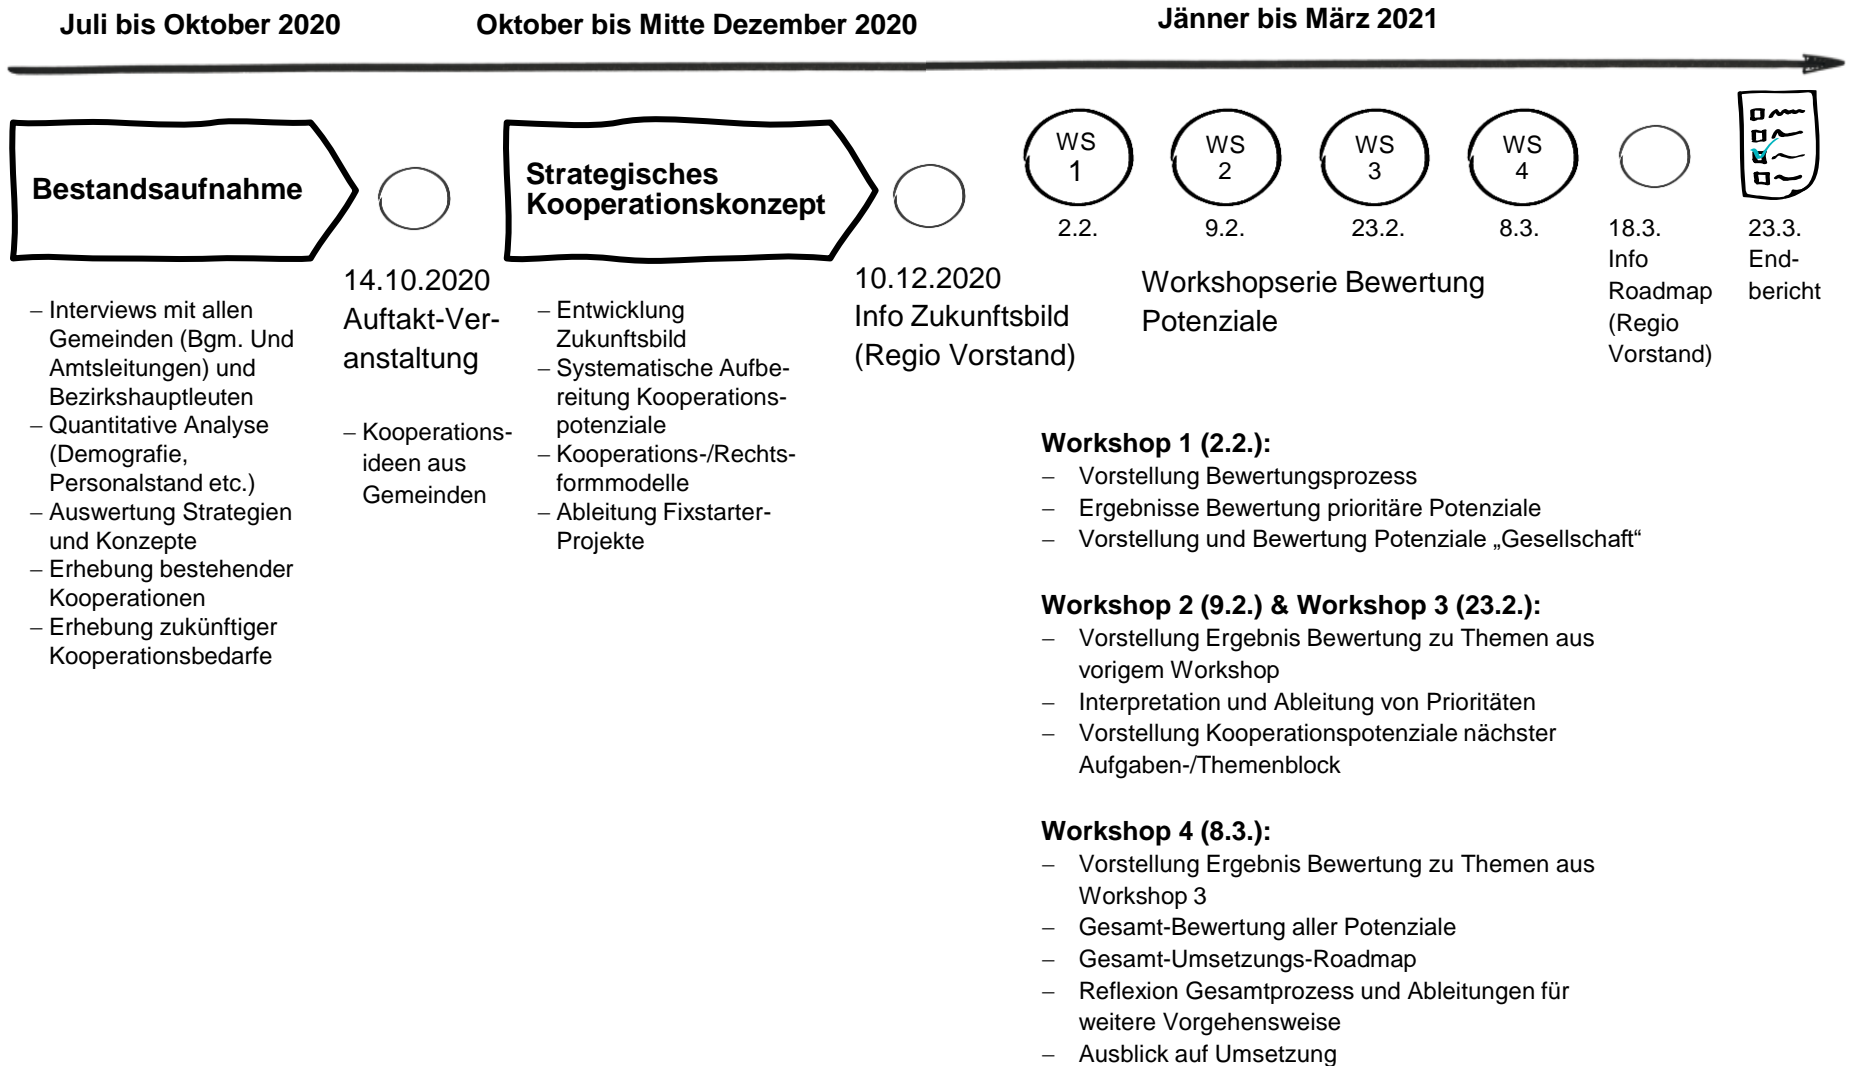 Juli bis Oktober 2020
Oktober bis Mitte Dezember 2020
Jänner bis März 2021
Bestandsaufnahme
– Interviews mit allen
Gemeinden (Bgm. Und
Amtsleitungen) und
Bezirkshauptleuten
– Quantitative Analyse
(Demografie,
Personalstand etc.)
– Auswertung Strategien
und Konzepte
– Erhebung bestehender
Kooperationen
– Erhebung zukünftiger
Kooperationsbedarfe
14.10.2020
Auftakt-Ver-
anstaltung
– Kooperations-
ideen aus
Gemeinden
Strategisches
Kooperationskonzept
– Entwicklung
Zukunftsbild
– Systematische Aufbe-
reitung Kooperations-
potenziale
– Kooperations-/Rechts-
formmodelle
– Ableitung Fixstarter-
Projekte
10.12.2020
Info Zukunftsbild
(Regio Vorstand)
WS
1
2.2.
WS
2
9.2.
WS
3
23.2.
WS
4
8.3.
Workshopserie Bewertung
Potenziale
18.3.
Info
Roadmap
(Regio
Vorstand)
23.3.
End-
bericht
Workshop 1 (2.2.):
– Vorstellung Bewertungsprozess
– Ergebnisse Bewertung prioritäre Potenziale
– Vorstellung und Bewertung Potenziale „Gesellschaft“
Workshop 2 (9.2.) & Workshop 3 (23.2.):
– Vorstellung Ergebnis Bewertung zu Themen aus
vorigem Workshop
– Interpretation und Ableitung von Prioritäten
– Vorstellung Kooperationspotenziale nächster
Aufgaben-/Themenblock
Workshop 4 (8.3.):
– Vorstellung Ergebnis Bewertung zu Themen aus
Workshop 3
– Gesamt-Bewertung aller Potenziale
– Gesamt-Umsetzungs-Roadmap
– Reflexion Gesamtprozess und Ableitungen für
weitere Vorgehensweise
– Ausblick auf Umsetzung